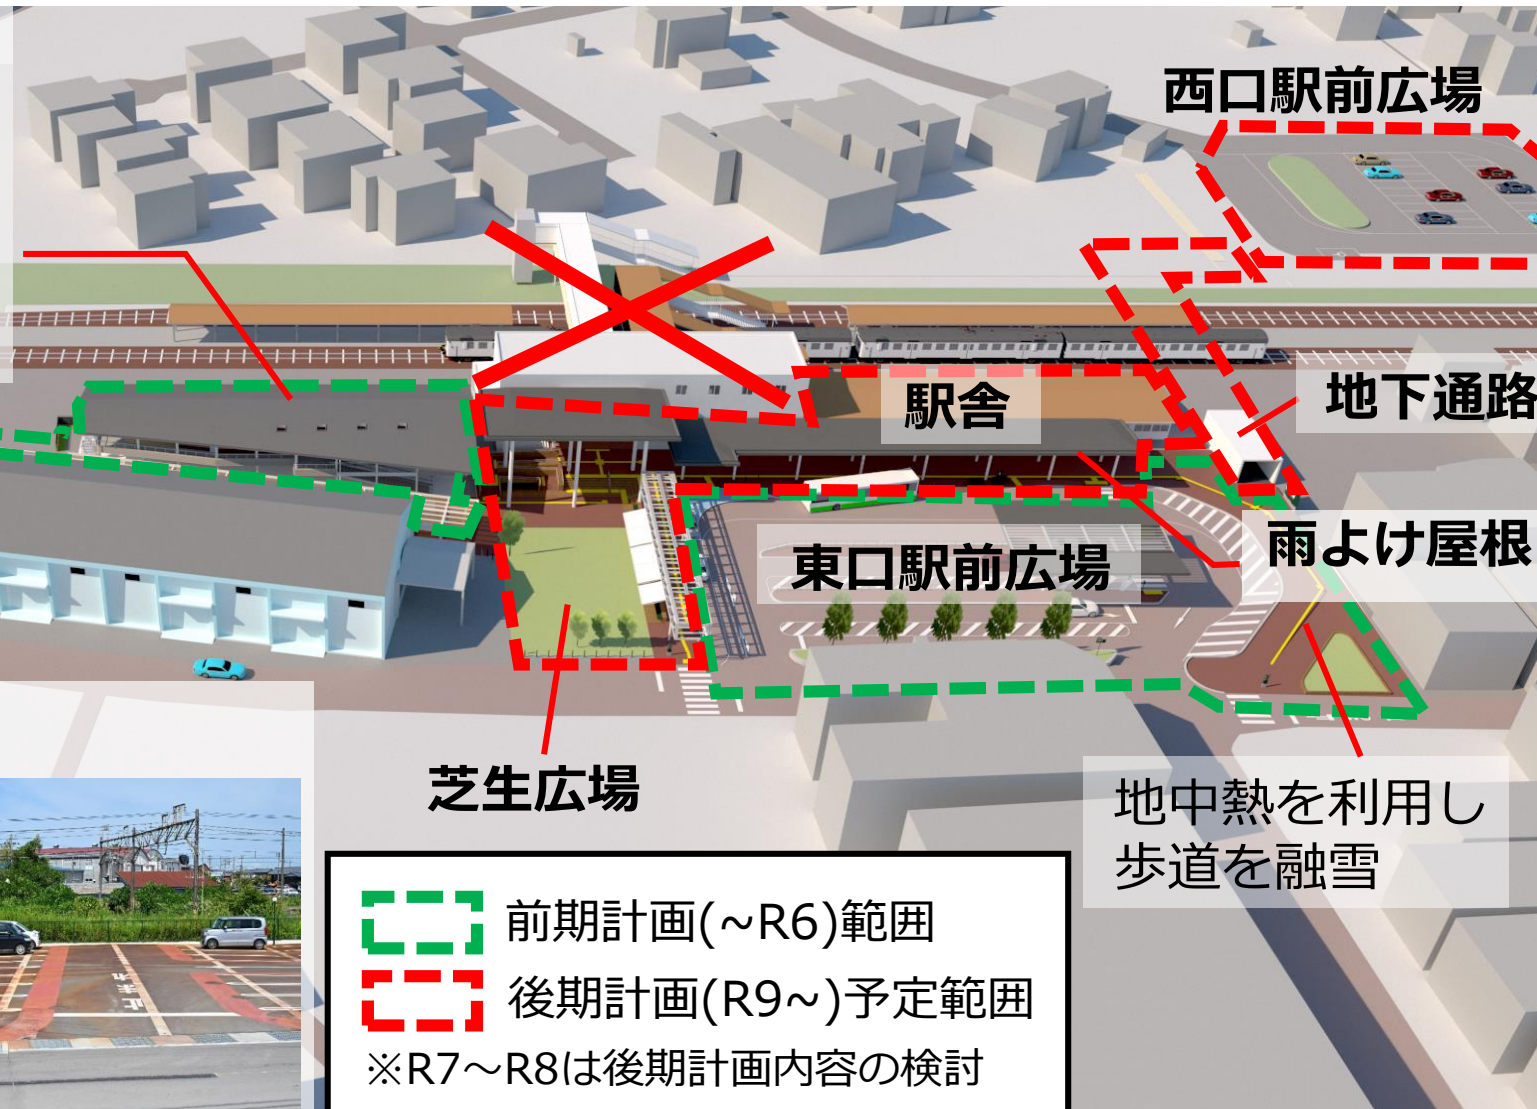 西口駅前広場
駅舎
地下通路
雨よけ屋根
東口駅前広場
芝生広場
地中熱を利用し
歩道を融雪
前期計画(~R6)範囲
後期計画(R9~)予定範囲
※R7～R8は後期計画内容の検討